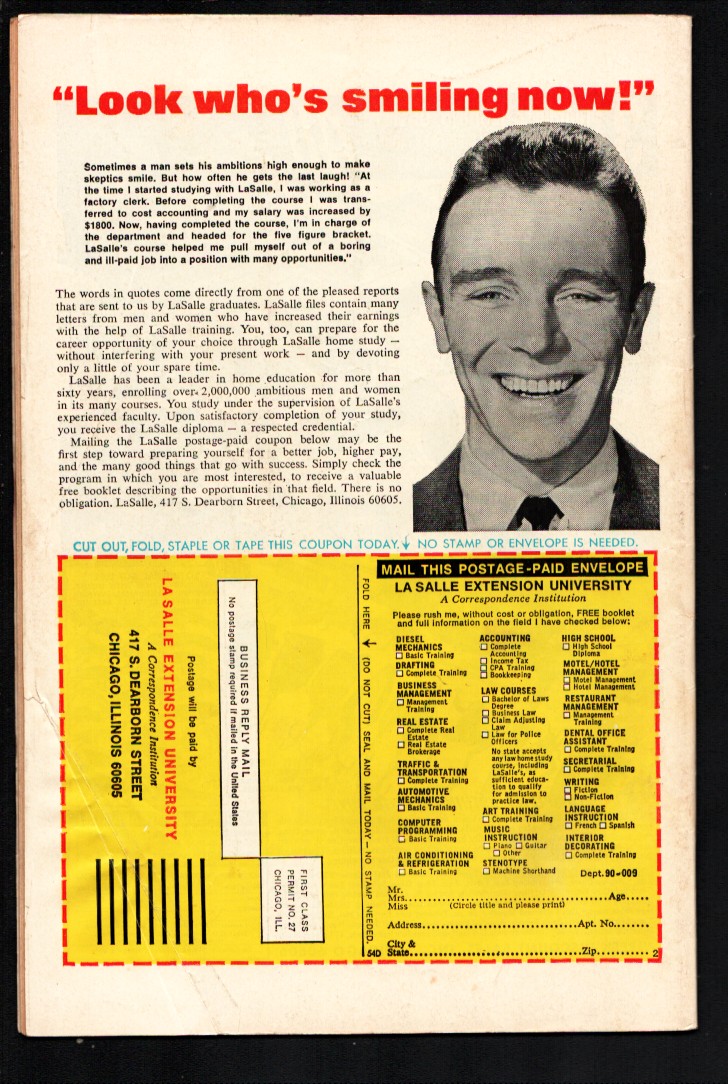 “Look who’s smiling now!”
Sometimes a man sets his ambitions high enough to make
skeptics smile. But how often he gets the last laugh! “At
the time I started studying with LaSalle, I was working as a
factory clerk. Before completing the course I was trans-
ferred to cost accounting and my salary was increased by
$1800. Now, having completed the course, I’m in charge of
the department and headed for the five figure bracket.
LaSalle’s course helped me pull myself out of a boring
and ill-paid job into a position with many opportunities.”
The words in quotes come directly from one of the pleased reports
that are sent to us by LaSalle graduates. LaSalle files contain many
letters from men and women who have increased their earnings
with the help of LaSalle training. You, too, can prepare for the
career opportunity of your choice through LaSalle home study —
without interfering with your present work — and by devoting
only a little of your spare time.
LaSalle has been a leader in home education for more than
sixty years, enrolling over 2,000,000 ambitious men and women
in its many courses. You study under the supervision of LaSalle’s
experienced faculty. Upon satisfactory completion of your study,
you receive the LaSalle diploma — a respected credential.
Mailing the LaSalle postage-paid coupon below may be the
first step toward preparing yourself for a better job, higher pay,
and the many good things that go with success. Simply check the
program in which you are most interested, to receive a valuable
free booklet describing the opportunities in that field. There is no
obligation. LaSalle, 417 S. Dearborn Street, Chicago, Illinois 60605.
CUT OUT, FOLD, STAPLE OR TAPE THIS COUPON TODAY. NO STAMP OR ENVELOPE IS NEEDED.
FIRST CLASS
PERMIT NO. 27
CHICAGO, ILL.
BUSINESS REPLY MAIL
No postage stamp required if mailed in the United States
Postage will be paid by
LA SALLE EXTENSION UNIVERSITY
A Correspondence Institution
417 S. DEARBORN STREET
CHICAGO, ILLINOIS 60605
FOLD HERE (DO NOT CUT) SEAL AND MAIL TODAY — NO STAMP NEEDED.
54D
MAIL THIS POSTAGE-PAID ENVELOPE
LA SALLE EXTENSION UNIVERSITY
A Correspondence Institution
Please rush me, without cost or obligation, FREE booklet
and full information on the field I have checked below:
DIESEL
MECHANICS
☐ Basic Training
DRAFTING
☐ Complete Training
BUSINESS
MANAGEMENT
☐ Management
Training
REAL ESTATE
☐ Complete Real
Estate
☐ Real Estate
Brokerage
TRAFFIC &
TRANSPORTATION
☐ Complete Training
AUTOMOTIVE
MECHANICS
☐ Basic Training
COMPUTER
PROGRAMMING
☐ Basic Training
AIR CONDITIONING
& REFRIGERATION
☐ Basic Training
ACCOUNTING
☐ Complete
Accounting
☐ Income Tax
☐ CPA Training
☐ Bookkeeping
LAW COURSES
☐ Bachelor of Laws
Degree
☐ Business Law
☐ Claim Adjusting
Law
☐ Law for Police
Officers
No state accepts
any law home study
course, including
LaSalle’s, as
sufficient educa-
tion to qualify
for admission to
practice law.
ART TRAINING
☐ Complete Training
MUSIC
INSTRUCTION
☐ Piano ☐ Guitar
☐ Other
STENOTYPE
☐ Machine Shorthand
HIGH SCHOOL
☐ High School
Diploma
MOTEL/HOTEL
MANAGEMENT
☐ Motel Management
☐ Hotel Management
RESTAURANT
MANAGEMENT
☐ Management
Training
DENTAL OFFICE
ASSISTANT
☐ Complete Training
SECRETARIAL
☐ Complete Training
WRITING
☐ Fiction
☐ Non-Fiction
LANGUAGE
INSTRUCTION
☐ French ☐ Spanish
INTERIOR
DECORATING
☐ Complete Training
Dept. 90-009
Mr.
Mrs. Age
Miss (Circle title and please print)
Address Apt. No.
City &
State Zip 2